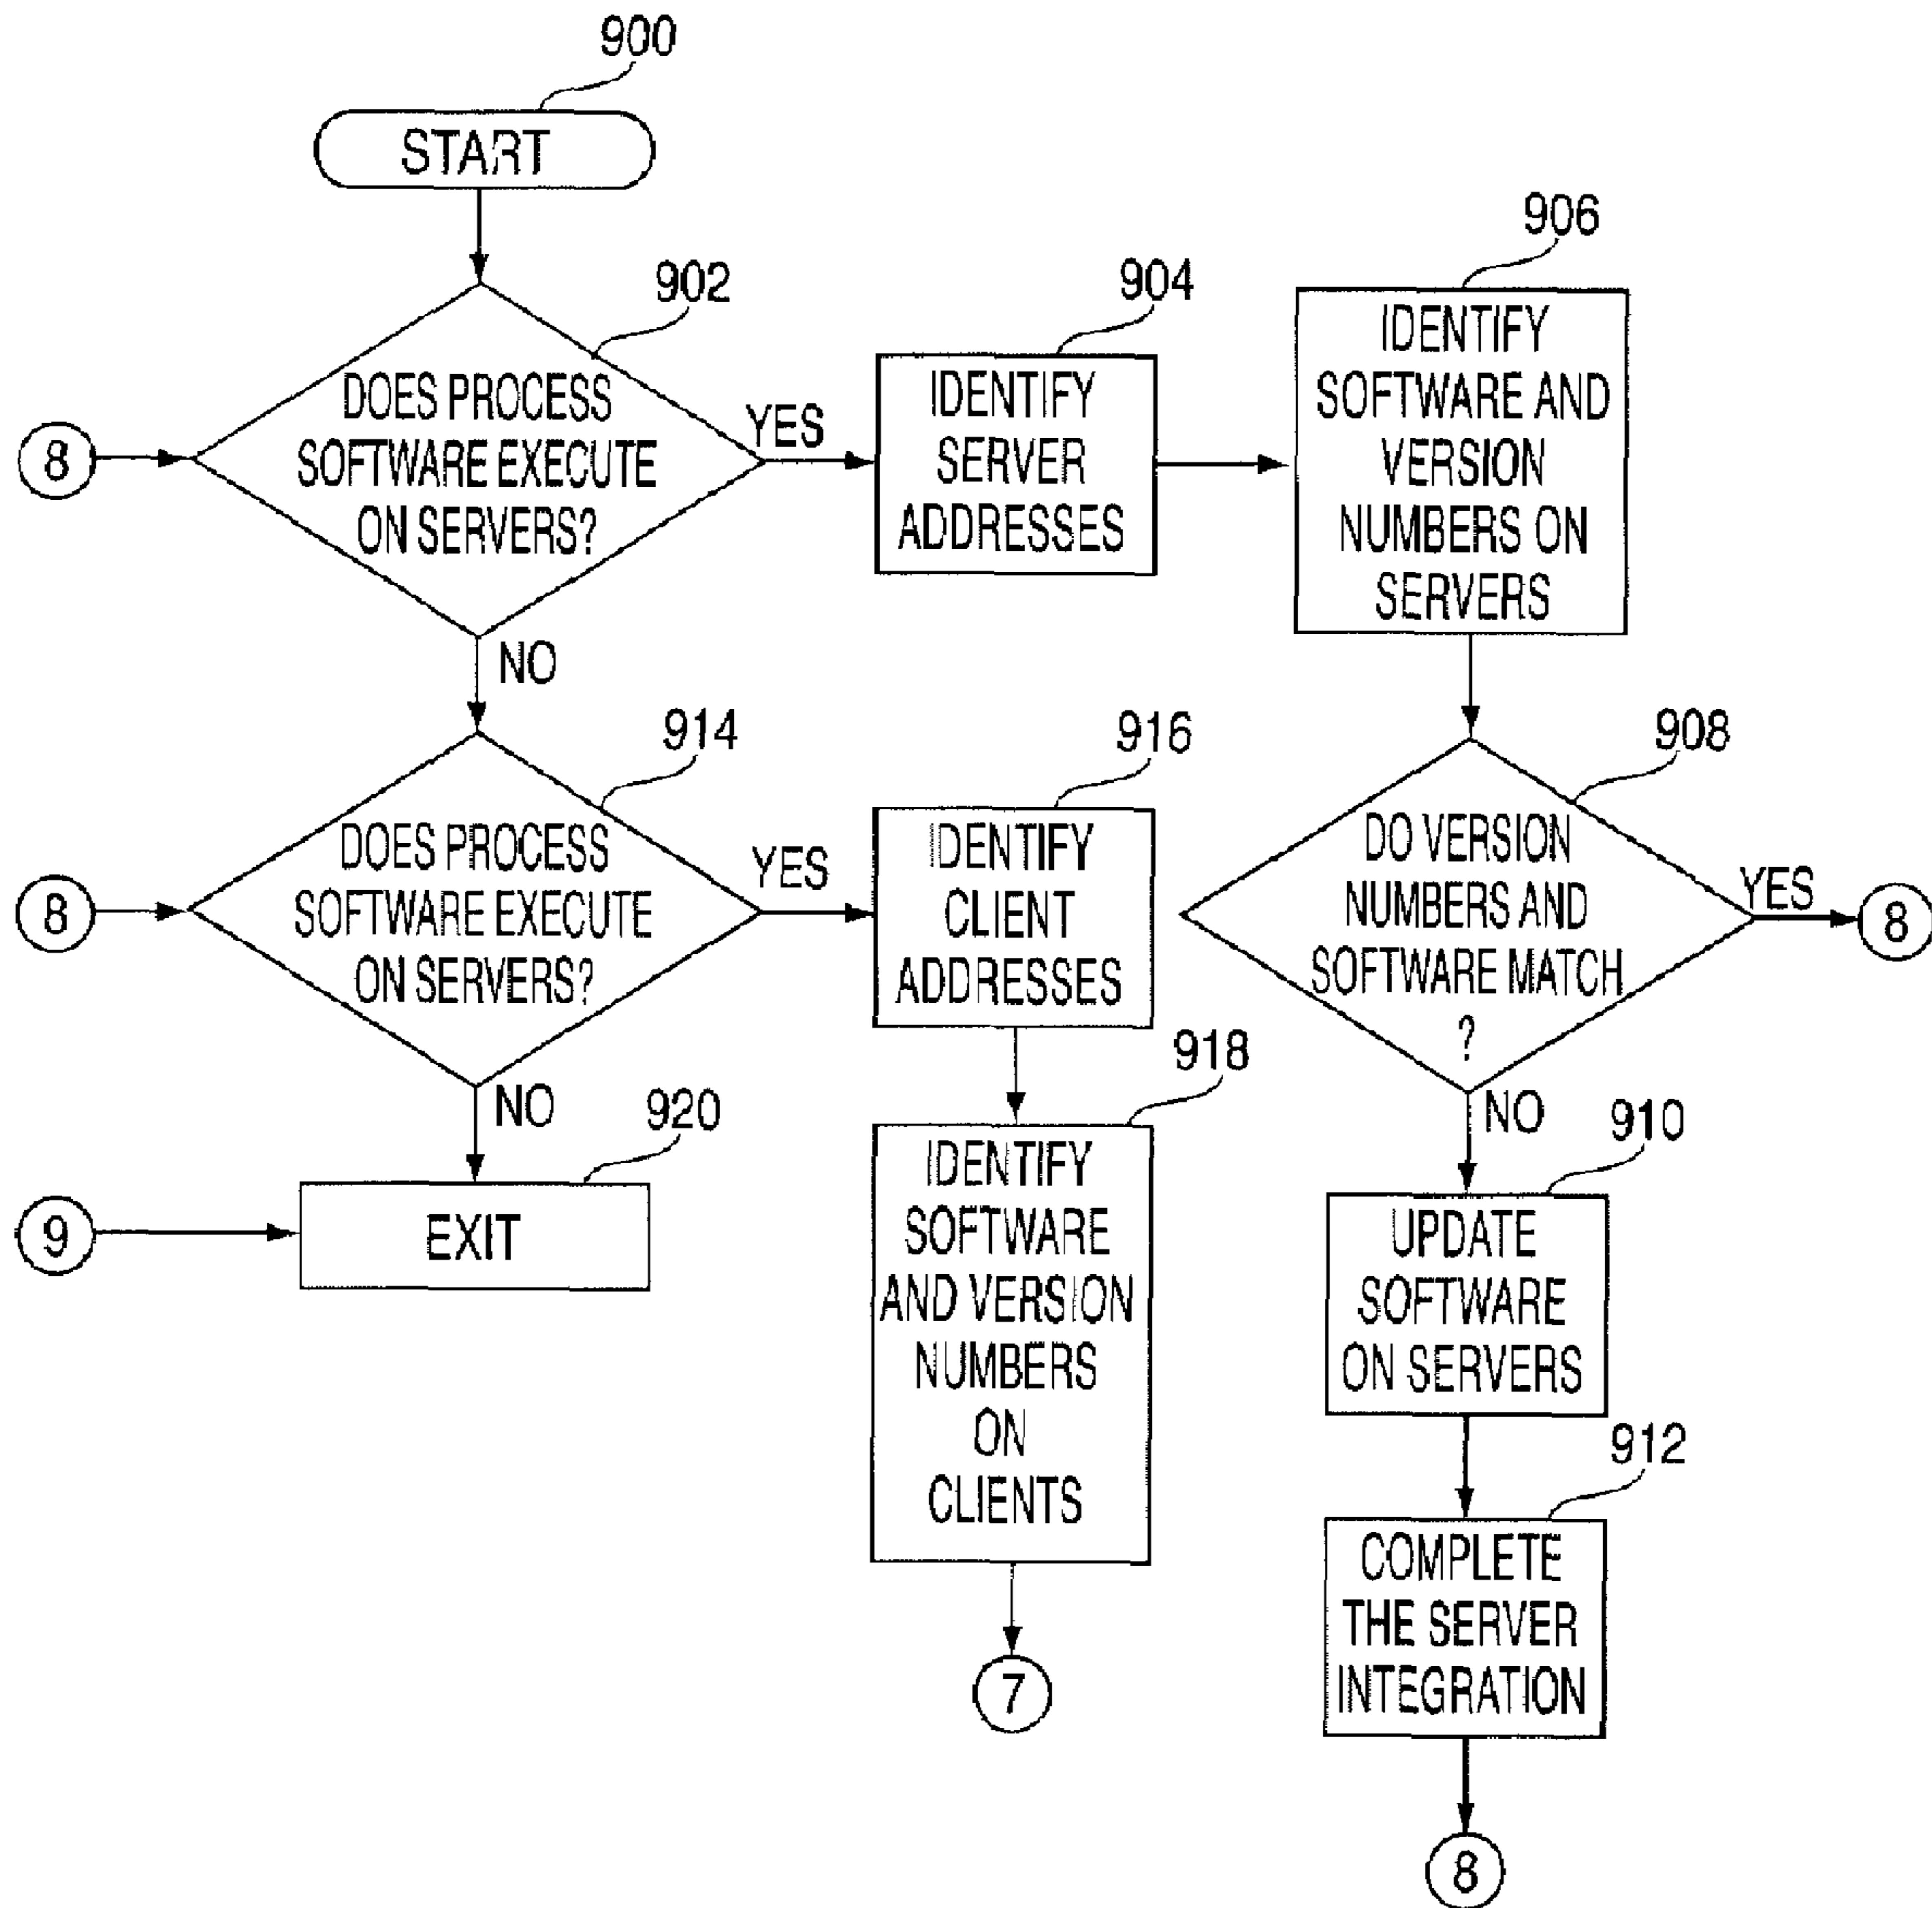 900
START
902
DOES PROCESS
SOFTWARE EXECUTE
ON SERVERS?
8
YES
NO
904
IDENTIFY
SERVER
ADDRESSES
906
IDENTIFY
SOFTWARE AND
VERSION
NUMBERS ON
SERVERS
914
DOES PROCESS
SOFTWARE EXECUTE
ON SERVERS?
8
YES
NO
916
IDENTIFY
CLIENT
ADDRESSES
908
DO VERSION
NUMBERS AND
SOFTWARE MATCH
?
YES
8
NO
920
9
EXIT
918
IDENTIFY
SOFTWARE
AND VERSION
NUMBERS
ON
CLIENTS
7
910
UPDATE
SOFTWARE
ON SERVERS
912
COMPLETE
THE SERVER
INTEGRATION
8